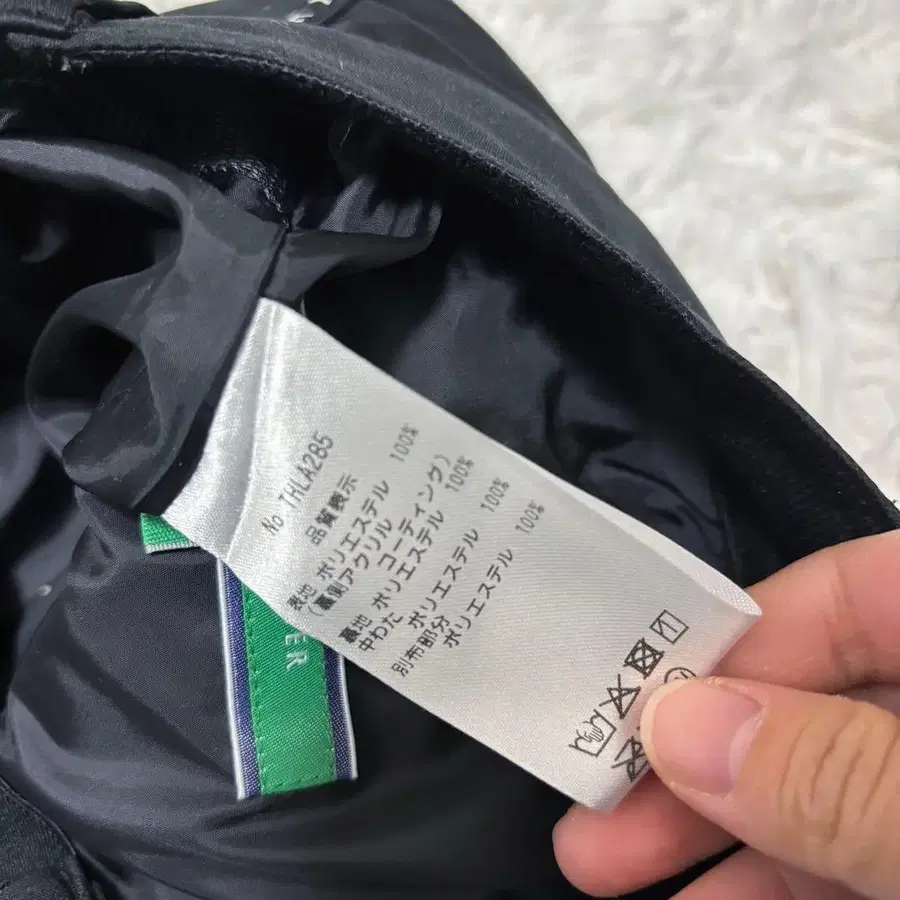 No THLA285
品質表示
表地 ポリエステル 100%
(裏側アクリル コーティング)
裏地 ポリエステル 100%
中わた ポリエステル 100%
別布部分
ポリエステル 100%
ER